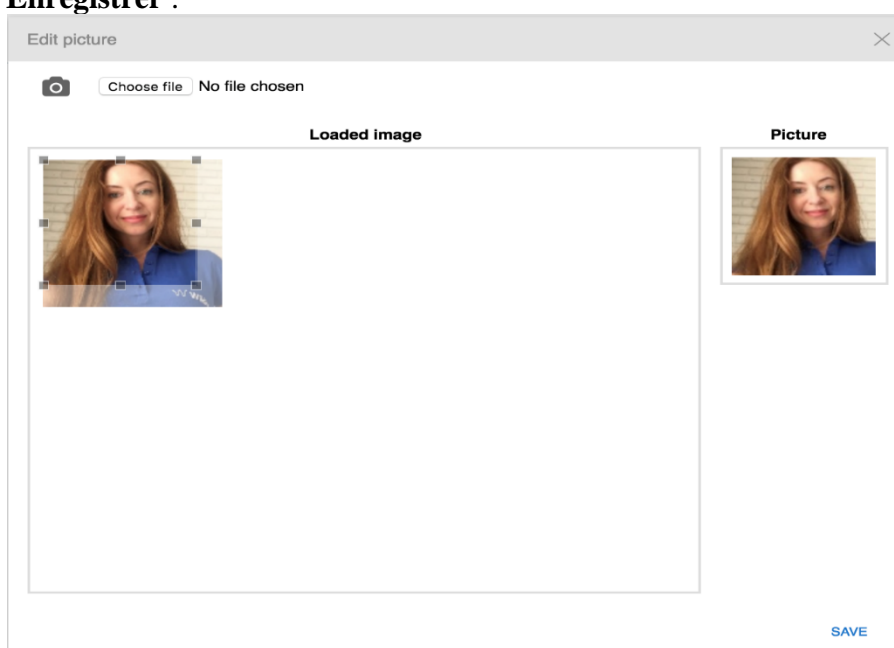 Enregistrer .
Edit picture
Choose file No file chosen
Loaded image
Picture
SAVE